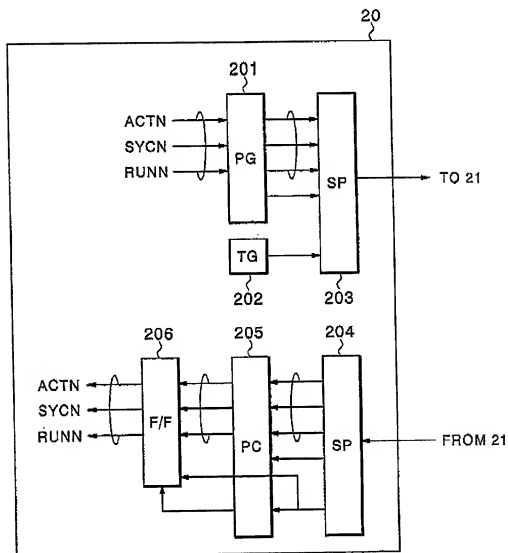 20
201
ACTN
SYCN
RUNN
PG
SP
TO 21
TG
202
203
206
205
204
ACTN
SYCN
RUNN
F/F
PC
SP
FROM 21